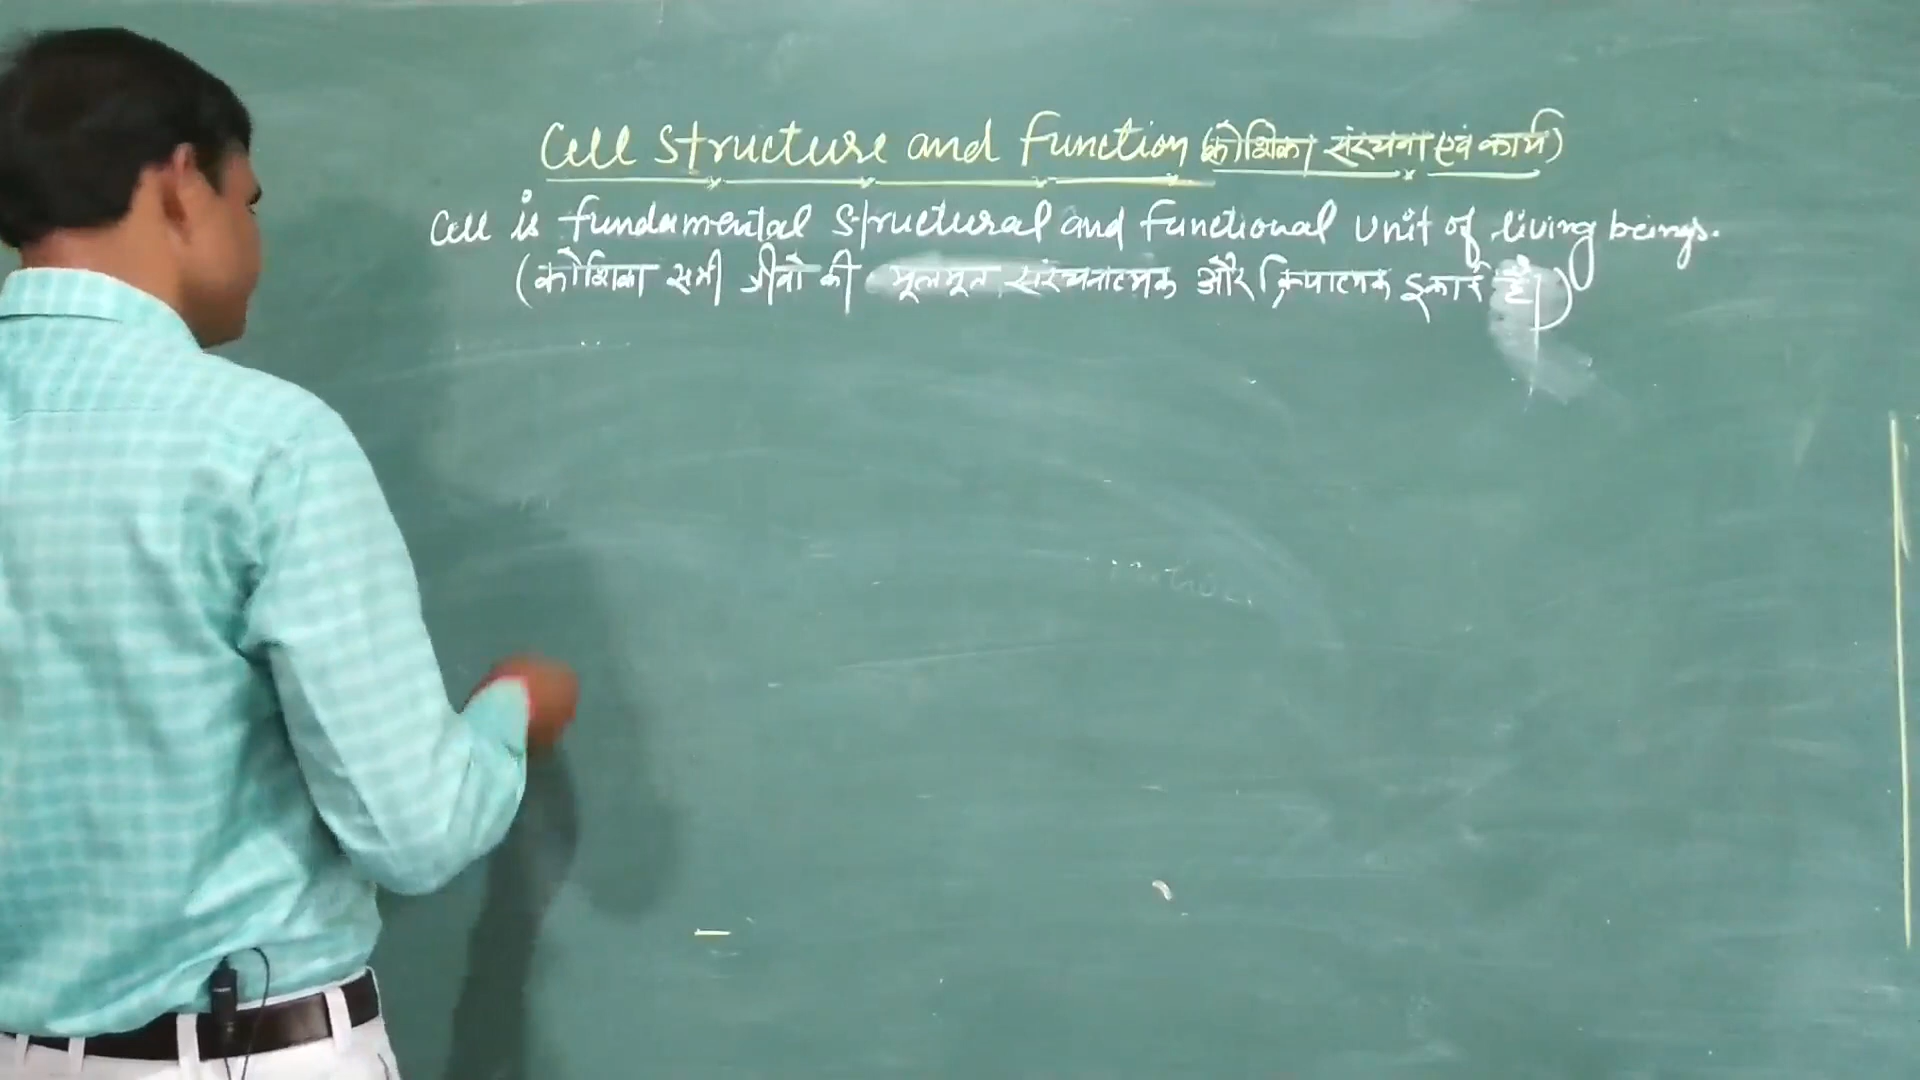 Cell Structure and Function (कोशिका संरचना एवं कार्य)
Cell is fundamental Structural and functional Unit of living beings.
(कोशिका सभी जीवो की मूलभूत संरचनात्मक और क्रियात्मक इकाई है।)